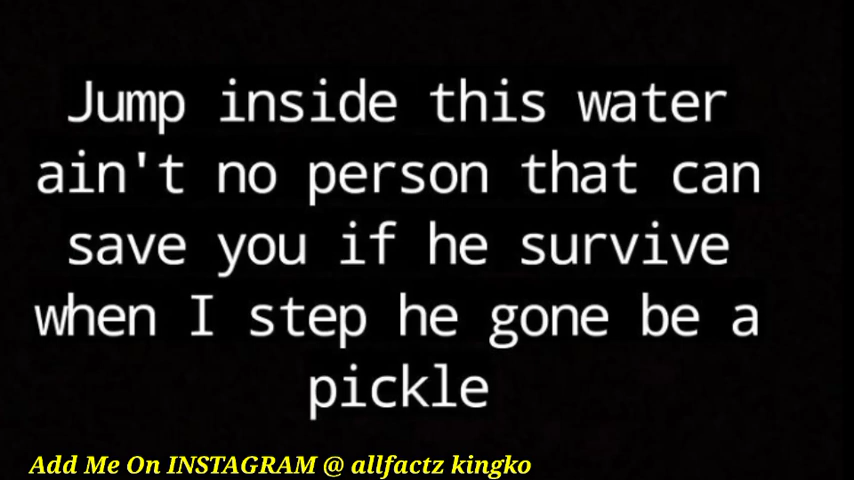 Jump inside this water
ain't no person that can
save you if he survive
when I step he gone be a
pickle
Add Me On INSTAGRAM @ allfactz kingko